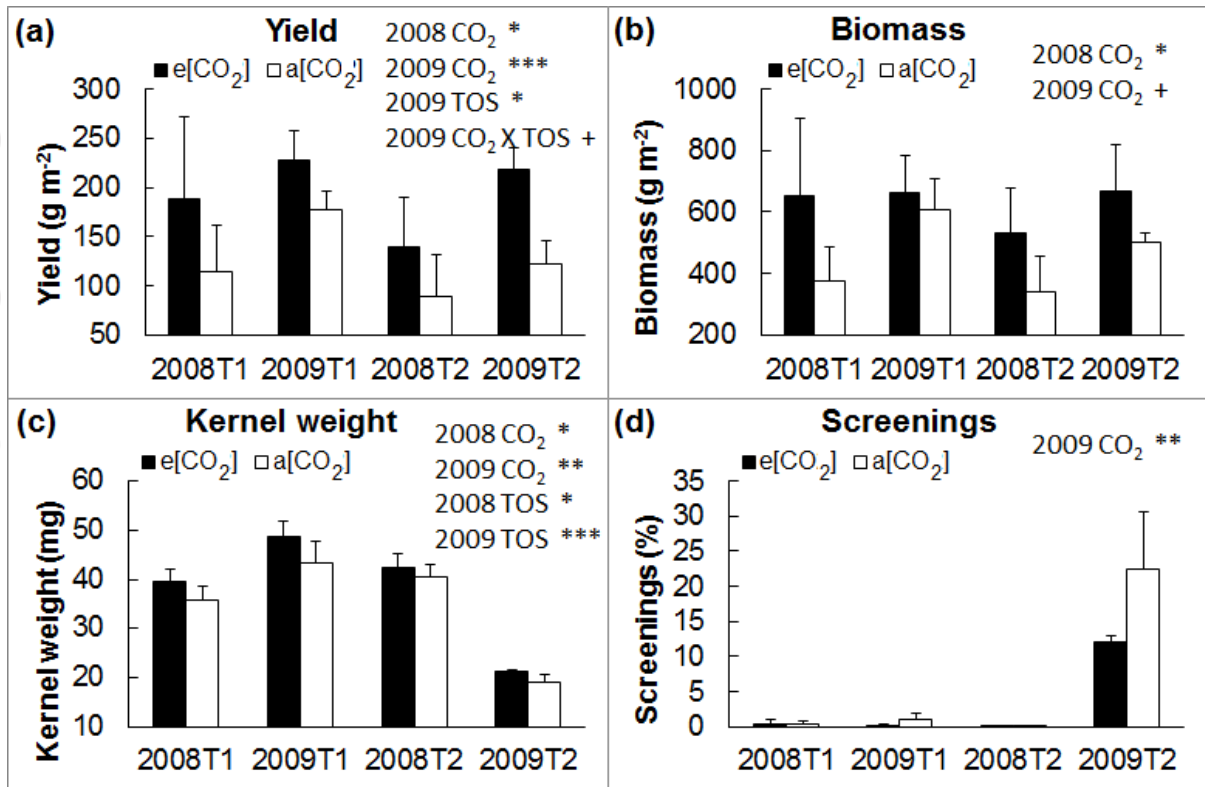 (a) Yield
2008 CO₂ *
2009 CO₂ ***
2009 TOS *
2009 CO₂ X TOS +
e[CO₂] a[CO₂]
Yield (g m⁻²)
300
250
200
150
100
50
2008T1 2009T1 2008T2 2009T2
(b) Biomass
2008 CO₂ *
2009 CO₂ +
e[CO₂] a[CO₂]
Biomass (g m⁻²)
1000
800
600
400
200
2008T1 2009T1 2008T2 2009T2
(c) Kernel weight
2008 CO₂ *
2009 CO₂ **
2008 TOS *
2009 TOS ***
e[CO₂] a[CO₂]
Kernel weight (mg)
60
50
40
30
20
10
2008T1 2009T1 2008T2 2009T2
(d) Screenings
2009 CO₂ **
e[CO₂] a[CO₂]
Screenings (%)
35
30
25
20
15
10
5
0
2008T1 2009T1 2008T2 2009T2